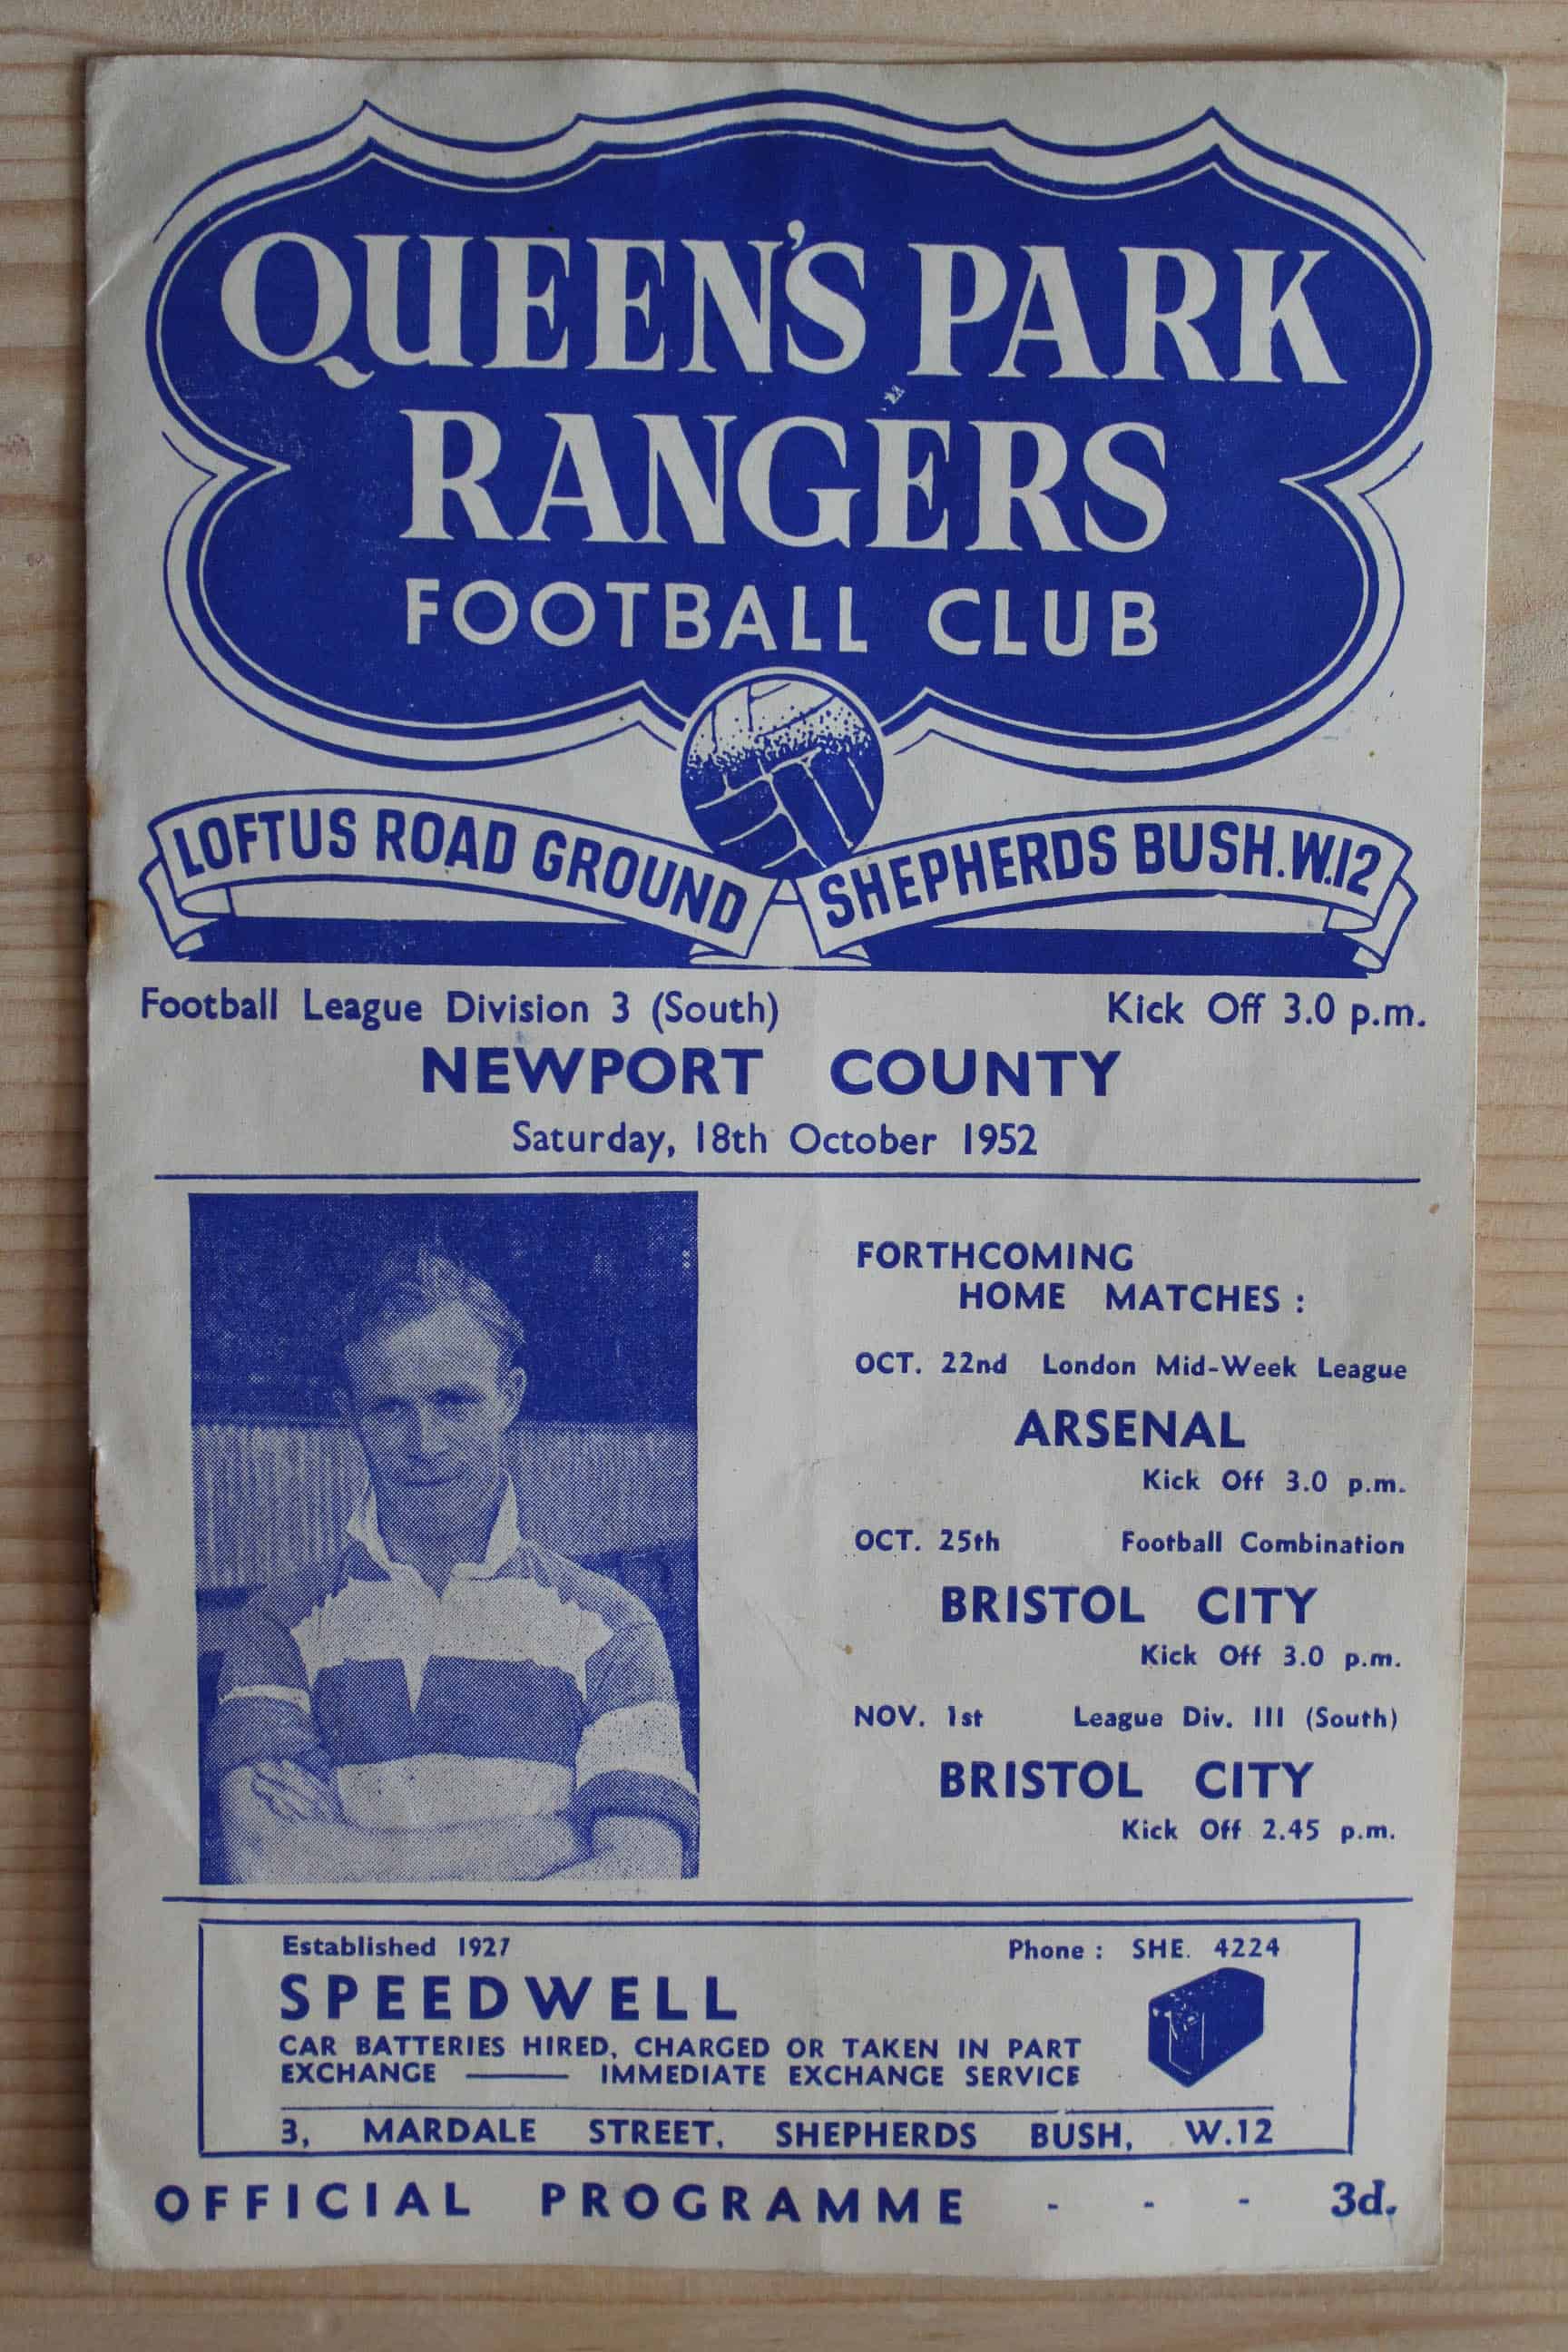 QUEEN'S PARK
RANGERS
FOOTBALL CLUB
LOFTUS ROAD GROUND SHEPHERDS BUSH. W.12
Football League Division 3 (South) Kick Off 3.0 p.m.
NEWPORT COUNTY
Saturday, 18th October 1952
FORTHCOMING
HOME MATCHES :
OCT. 22nd London Mid-Week League
ARSENAL
Kick Off 3.0 p.m.
OCT. 25th Football Combination
BRISTOL CITY
Kick Off 3.0 p.m.
NOV. 1st League Div. III (South)
BRISTOL CITY
Kick Off 2.45 p.m.
Established 1927 Phone : SHE. 4224
SPEEDWELL
CAR BATTERIES HIRED, CHARGED OR TAKEN IN PART
EXCHANGE —— IMMEDIATE EXCHANGE SERVICE
3, MARDALE STREET, SHEPHERDS BUSH, W.12
OFFICIAL PROGRAMME - - - 3d.